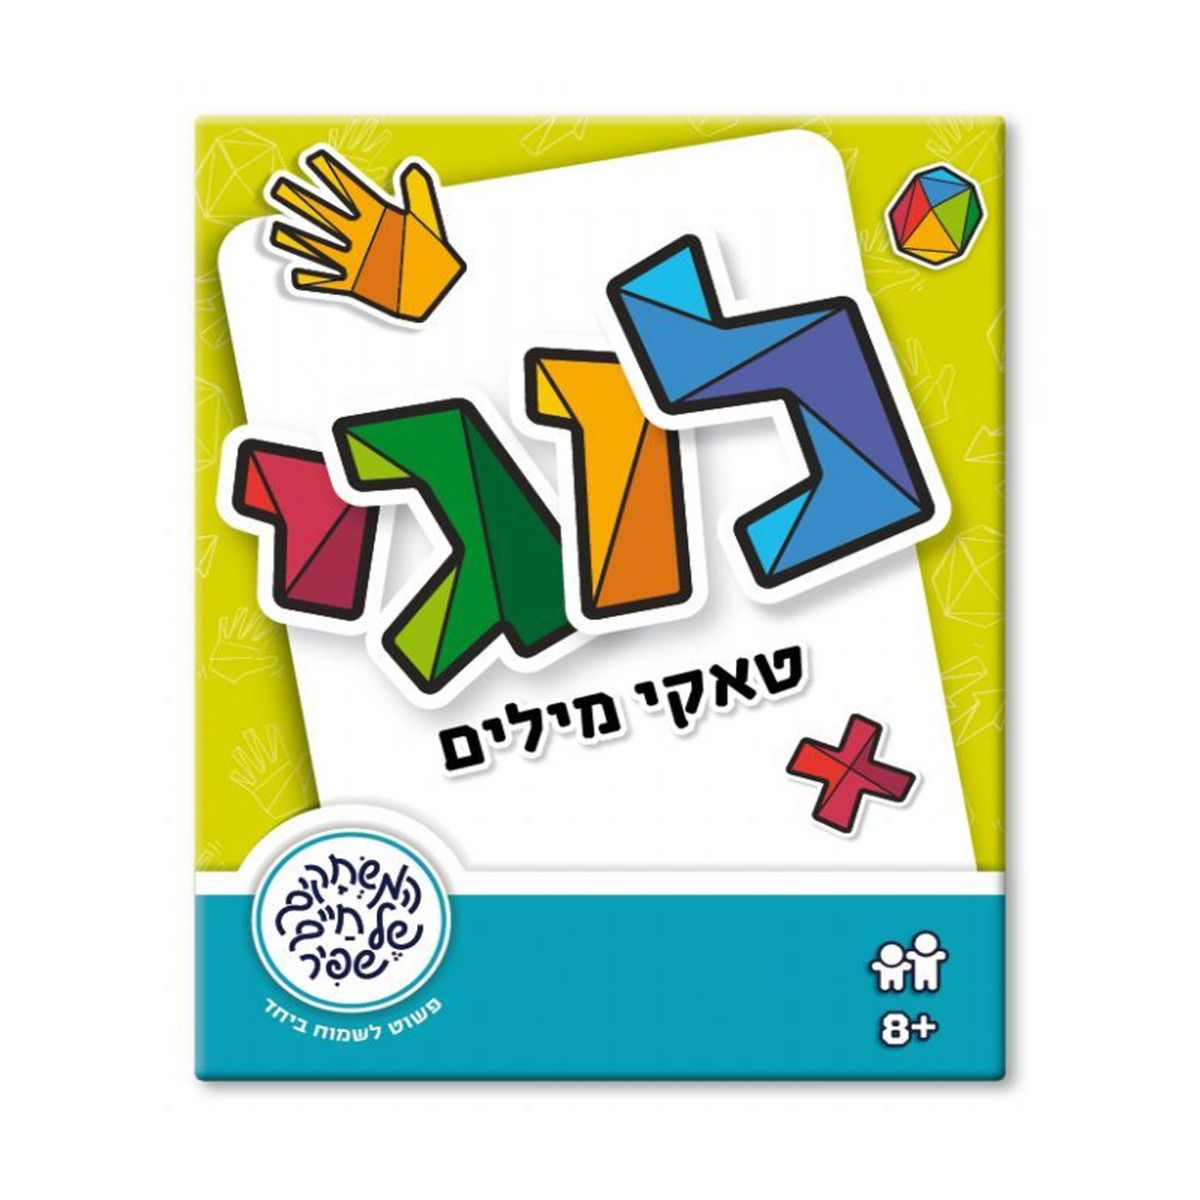 לוגי
טאקי מילים
המשחקים
של חיים
שפיר
פשוט לשמוח ביחד
8+